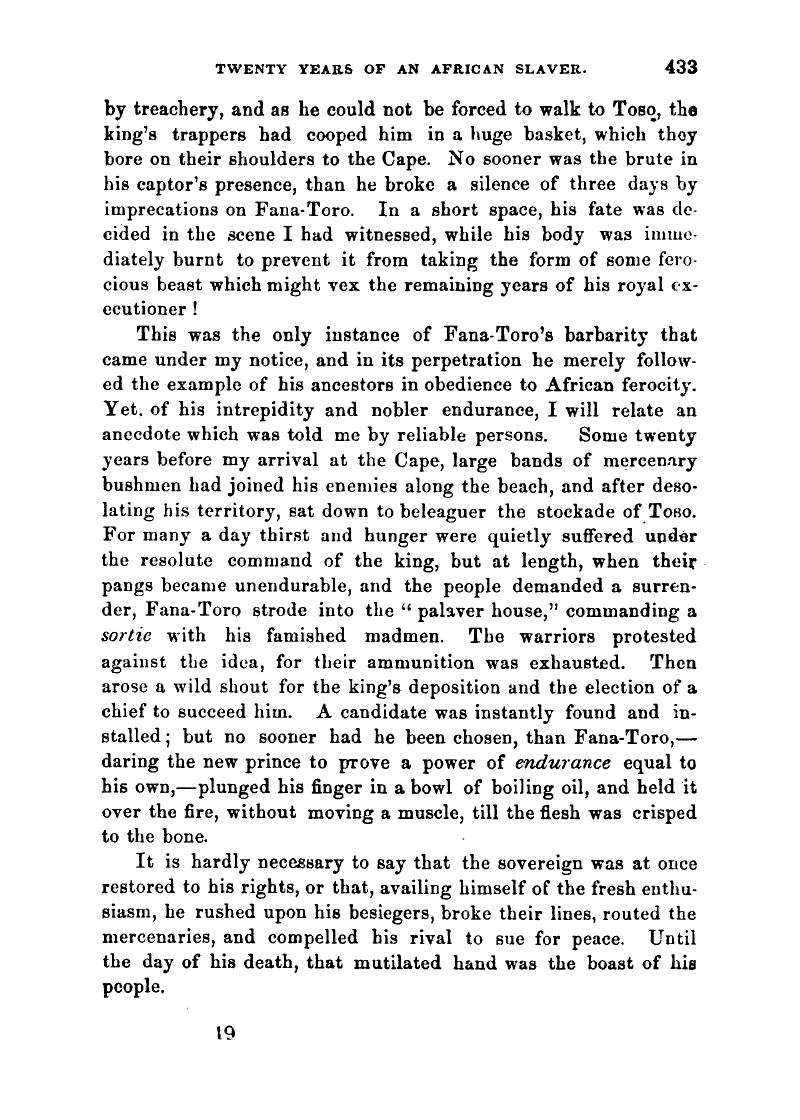 TWENTY YEARS OF AN AFRICAN SLAVER. 433
by treachery, and as he could not be forced to walk to Toso, the
king's trappers had cooped him in a huge basket, which they
bore on their shoulders to the Cape. No sooner was the brute in
his captor's presence, than he broke a silence of three days by
imprecations on Fana-Toro. In a short space, his fate was de-
cided in the scene I had witnessed, while his body was imme-
diately burnt to prevent it from taking the form of some fero-
cious beast which might vex the remaining years of his royal ex-
ecutioner !
This was the only instance of Fana-Toro's barbarity that
came under my notice, and in its perpetration he merely follow-
ed the example of his ancestors in obedience to African ferocity.
Yet, of his intrepidity and nobler endurance, I will relate an
anecdote which was told me by reliable persons. Some twenty
years before my arrival at the Cape, large bands of mercenary
bushmen had joined his enemies along the beach, and after deso-
lating his territory, sat down to beleaguer the stockade of Toso.
For many a day thirst and hunger were quietly suffered under
the resolute command of the king, but at length, when their
pangs became unendurable, and the people demanded a surren-
der, Fana-Toro strode into the “ palaver house,” commanding a
sortie with his famished madmen. The warriors protested
against the idea, for their ammunition was exhausted. Then
arose a wild shout for the king's deposition and the election of a
chief to succeed him. A candidate was instantly found and in-
stalled ; but no sooner had he been chosen, than Fana-Toro,—
daring the new prince to prove a power of endurance equal to
his own,—plunged his finger in a bowl of boiling oil, and held it
over the fire, without moving a muscle, till the flesh was crisped
to the bone.
It is hardly necessary to say that the sovereign was at once
restored to his rights, or that, availing himself of the fresh enthu-
siasm, he rushed upon his besiegers, broke their lines, routed the
mercenaries, and compelled his rival to sue for peace. Until
the day of his death, that mutilated hand was the boast of his
people.
19